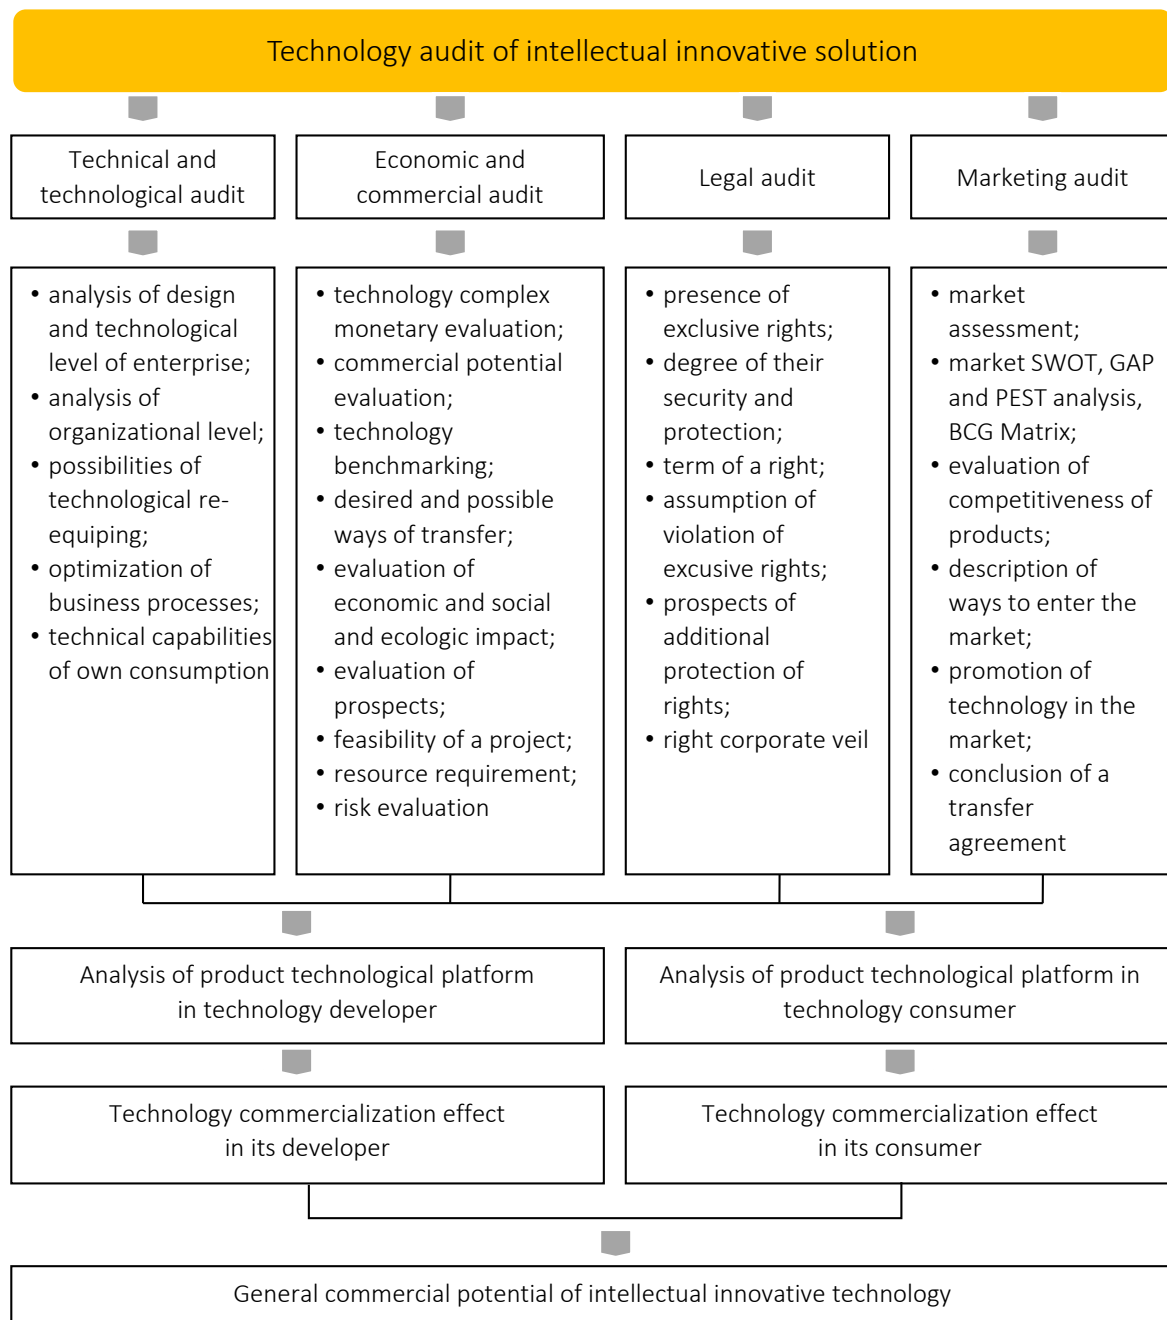 Technology audit of intellectual innovative solution
Technical and
technological audit
Economic and
commercial audit
Legal audit
Marketing audit
• analysis of design
and technological
level of enterprise;
• analysis of
organizational level;
• possibilities of
technological re-
equiping;
• optimization of
business processes;
• technical capabilities
of own consumption
• technology complex
monetary evaluation;
• commercial potential
evaluation;
• technology
benchmarking;
• desired and possible
ways of transfer;
• evaluation of
economic and social
and ecologic impact;
• evaluation of
prospects;
• feasibility of a project;
• resource requirement;
• risk evaluation
• presence of
exclusive rights;
• degree of their
security and
protection;
• term of a right;
• assumption of
violation of
excusive rights;
• prospects of
additional
protection of
rights;
• right corporate veil
• market
assessment;
• market SWOT, GAP
and PEST analysis,
BCG Matrix;
• evaluation of
competitiveness of
products;
• description of
ways to enter the
market;
• promotion of
technology in the
market;
• conclusion of a
transfer
agreement
Analysis of product technological platform
in technology developer
Analysis of product technological platform in
technology consumer
Technology commercialization effect
in its developer
Technology commercialization effect
in its consumer
General commercial potential of intellectual innovative technology